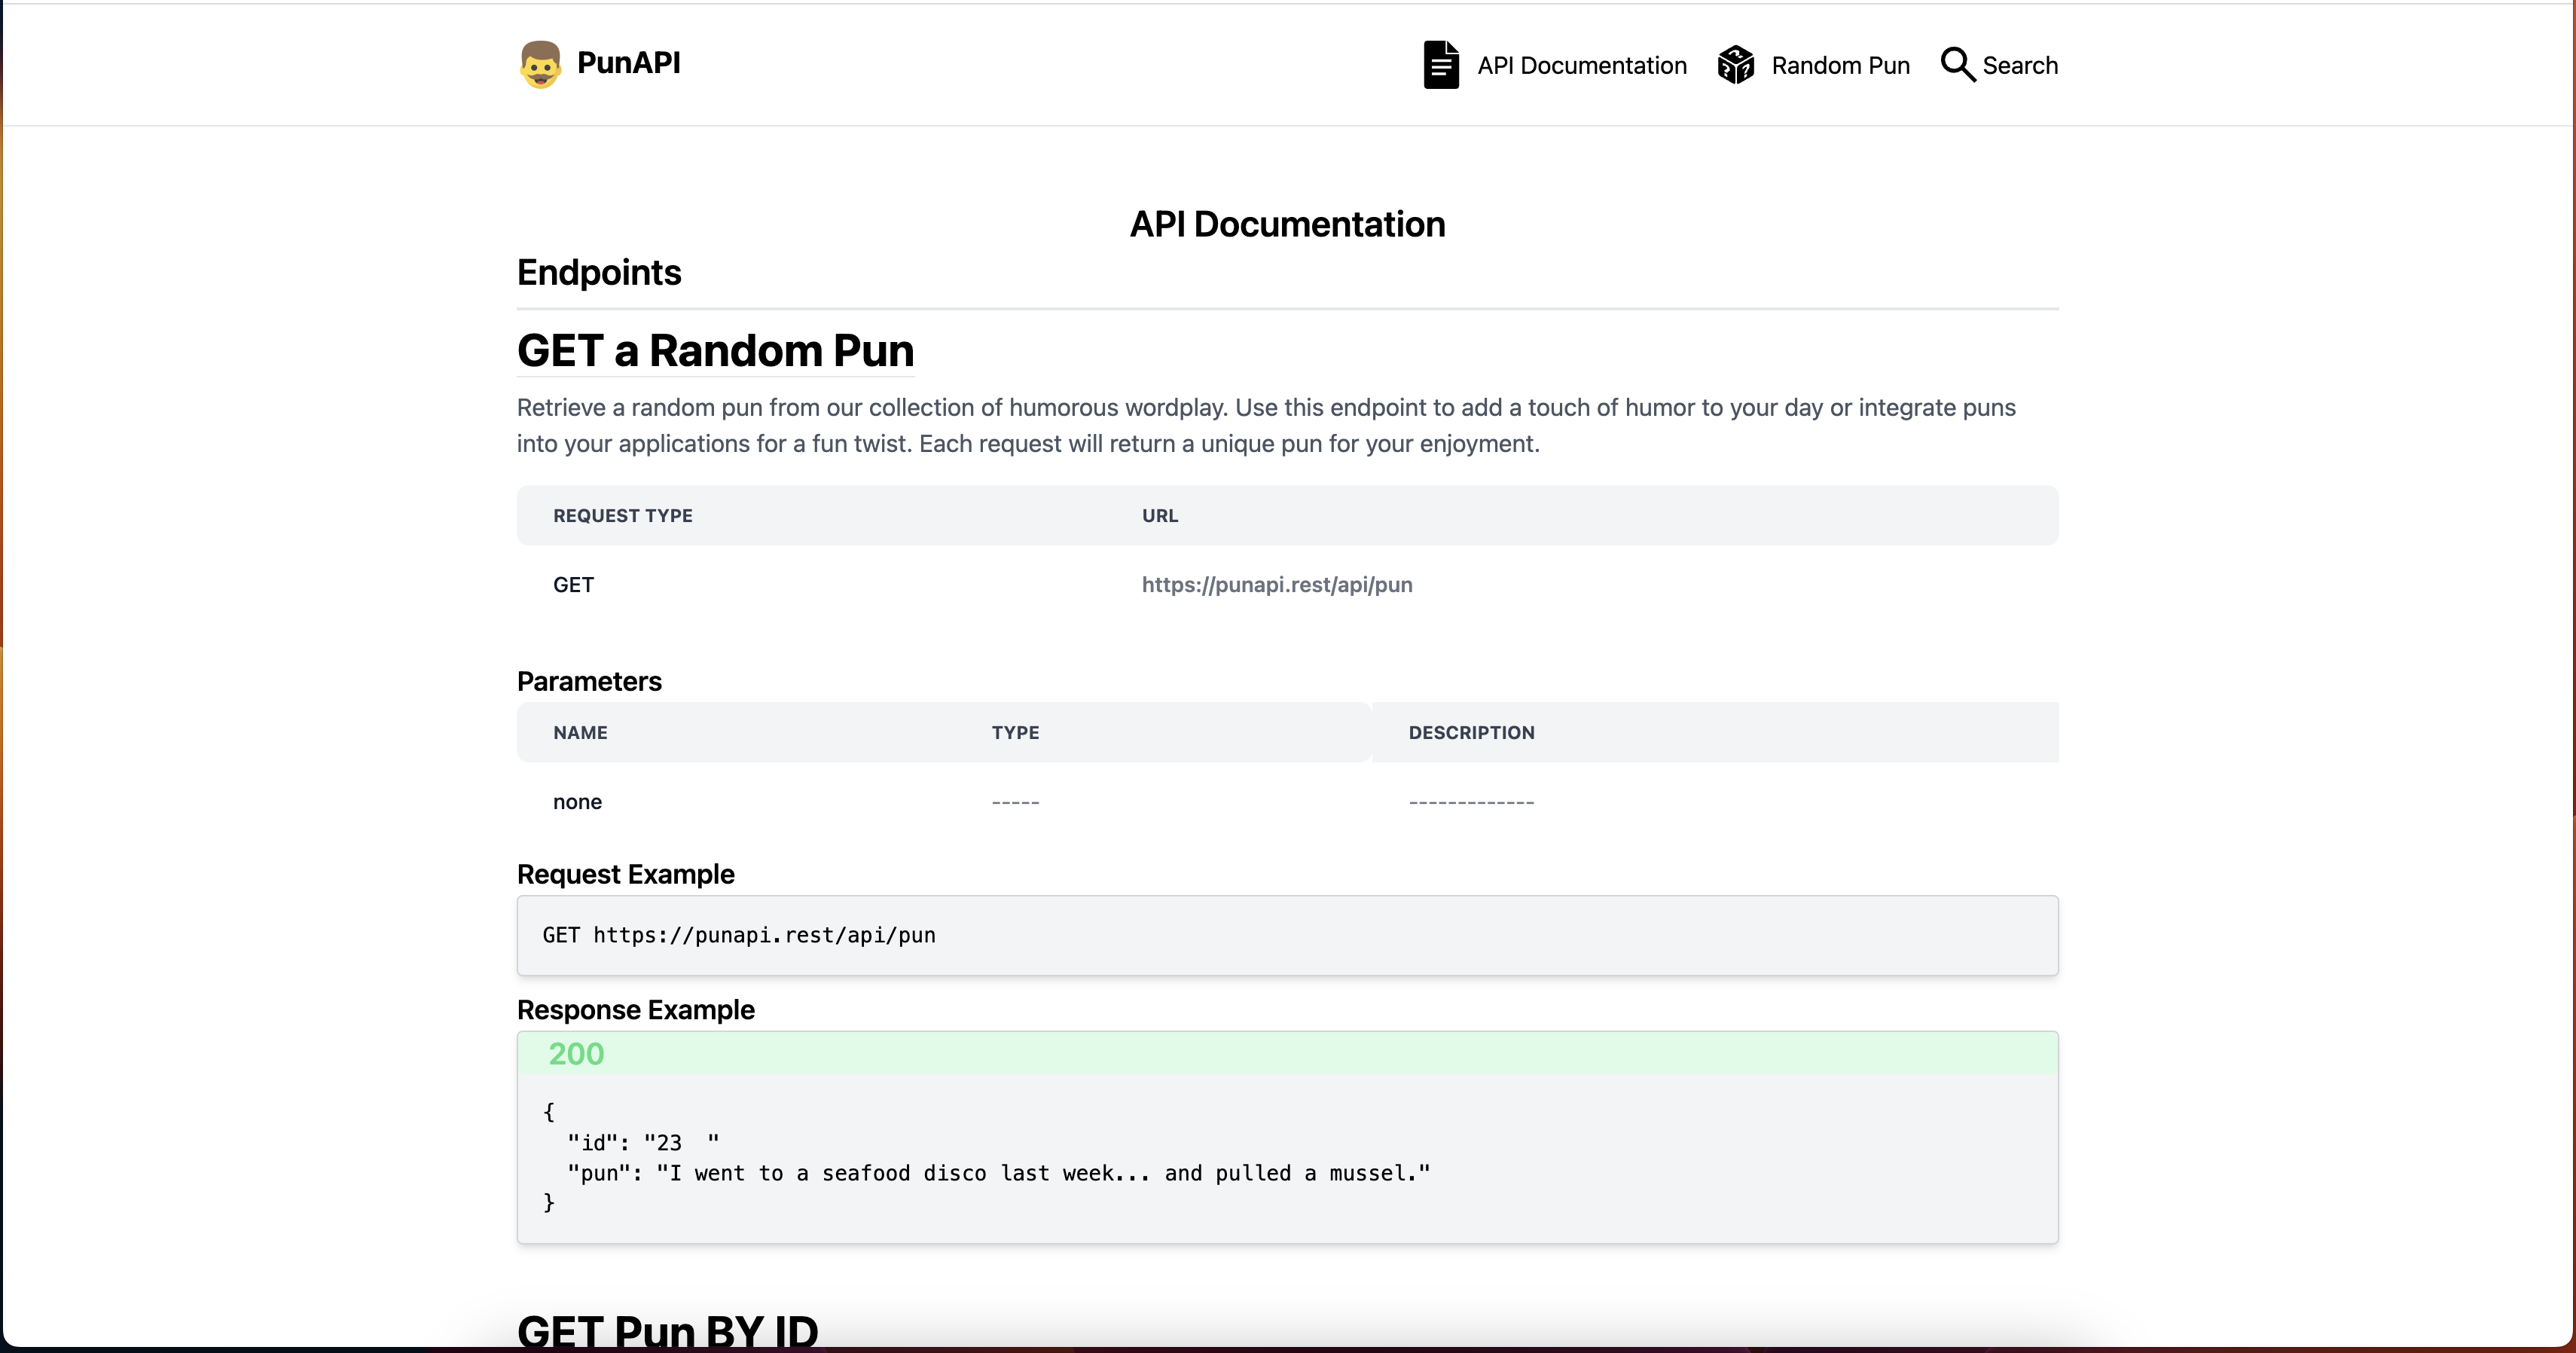 PunAPI
API Documentation
Random Pun
Search
API Documentation
Endpoints
GET a Random Pun
Retrieve a random pun from our collection of humorous wordplay. Use this endpoint to add a touch of humor to your day or integrate puns
into your applications for a fun twist. Each request will return a unique pun for your enjoyment.
REQUEST TYPE URL
GET https://punapi.rest/api/pun
Parameters
NAME TYPE DESCRIPTION
none ----- -------------
Request Example
GET https://punapi.rest/api/pun
Response Example
200
{
  "id": "23  "
  "pun": "I went to a seafood disco last week... and pulled a mussel."
}
GET Pun BY ID